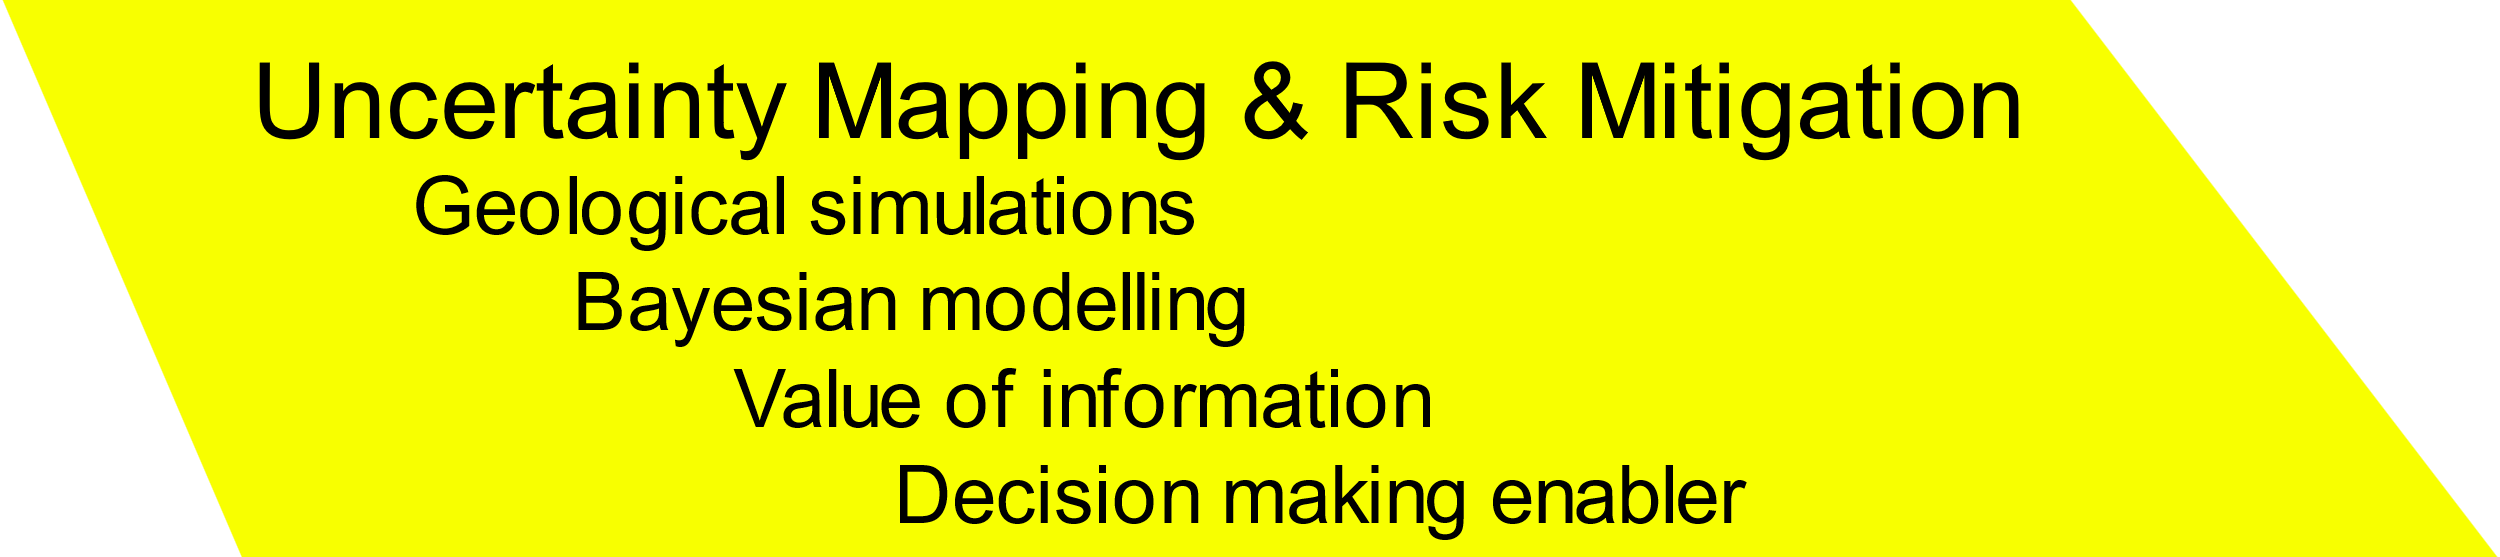 Uncertainty Mapping & Risk Mitigation
Geological simulations
Bayesian modelling
Value of information
Decision making enabler